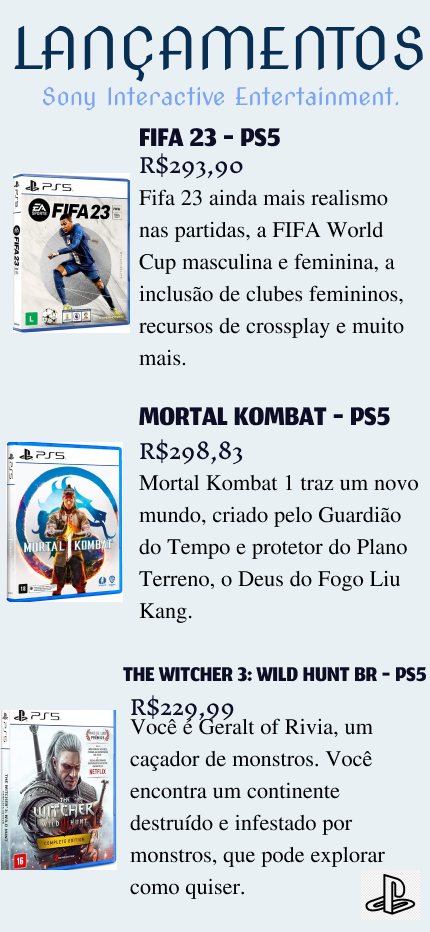 LANÇAMENTOS
Sony Interactive Entertainment.
FIFA 23 - PS5
R$293,90
Fifa 23 ainda mais realismo
nas partidas, a FIFA World
Cup masculina e feminina, a
inclusão de clubes femininos,
recursos de crossplay e muito
mais.
PS5
EA SPORTS FIFA 23
FIFA 23
L
MORTAL KOMBAT - PS5
R$298,83
Mortal Kombat 1 traz um novo
mundo, criado pelo Guardião
do Tempo e protetor do Plano
Terreno, o Deus do Fogo Liu
Kang.
PS5
MORTAL KOMBAT
18
THE WITCHER 3: WILD HUNT BR - PS5
R$229,99
Você é Geralt of Rivia, um
caçador de monstros. Você
encontra um continente
destruído e infestado por
monstros, que pode explorar
como quiser.
PS5
NETFLIX
THE
WITCHER
WILD HUNT
COMPLETE EDITION
16